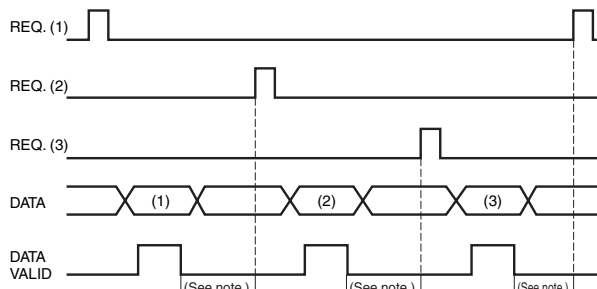 REQ. (1)
REQ. (2)
REQ. (3)
DATA
(1)
(2)
(3)
DATA
VALID
(See note.)
(See note.)
(See note.)